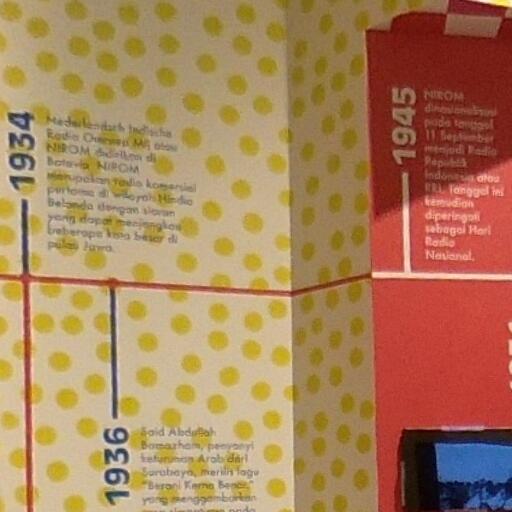 1934
Nederlandsch Indische
Radio Omroep Mij atau
NIROM didirikan di
Batavia. NIROM
merupakan radio komersial
pertama di wilayah Hindia
Belanda dengan siaran
yang dapat menjangkau
beberapa kota besar di
pulau Jawa.
1936
Said Abdullah
Bamazham, penyanyi
keturunan Arab dari
Surabaya, merilis lagu
"Berani Kerna Benar,"
yang menggambarkan
pada
1945
NIROM
dinasionalisasi
pada tanggal
11 September
menjadi Radio
Republik
Indonesia atau
RRI. Tanggal ini
kemudian
diperingati
sebagai Hari
Radio
Nasional.